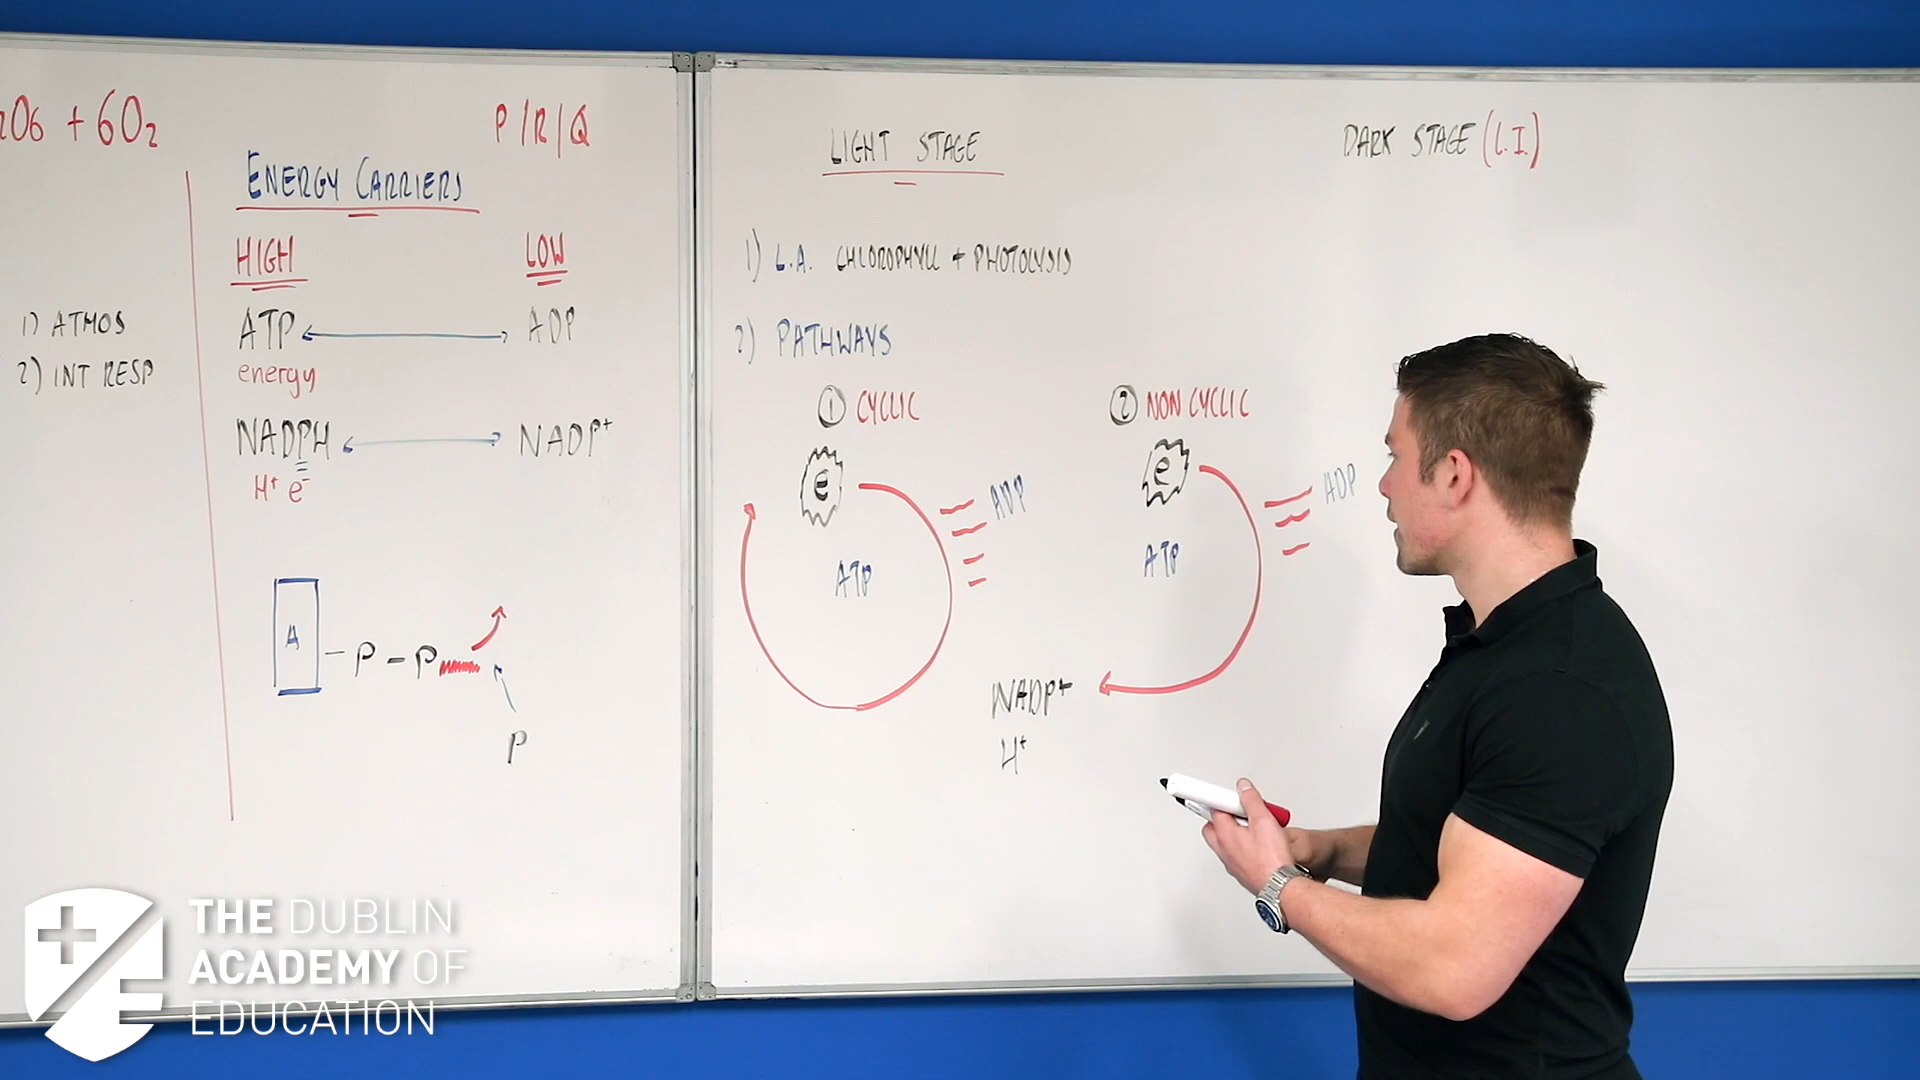 2O6 + 6O2
P/R/Q
ENERGY CARRIERS
HIGH LOW
1) ATMOS
2) INT RESP
ATP ADP
energy
NADPH NADP+
H+ e-
A - P - P
P
LIGHT STAGE
1) L.A. CHLOROPHYLL + PHOTOLYSIS
2) PATHWAYS
1 CYCLIC
e
ADP
ATP
2 NON CYCLIC
e
ADP
ATP
NADP+
H+
DARK STAGE (L.I.)
THE DUBLIN
ACADEMY OF
EDUCATION